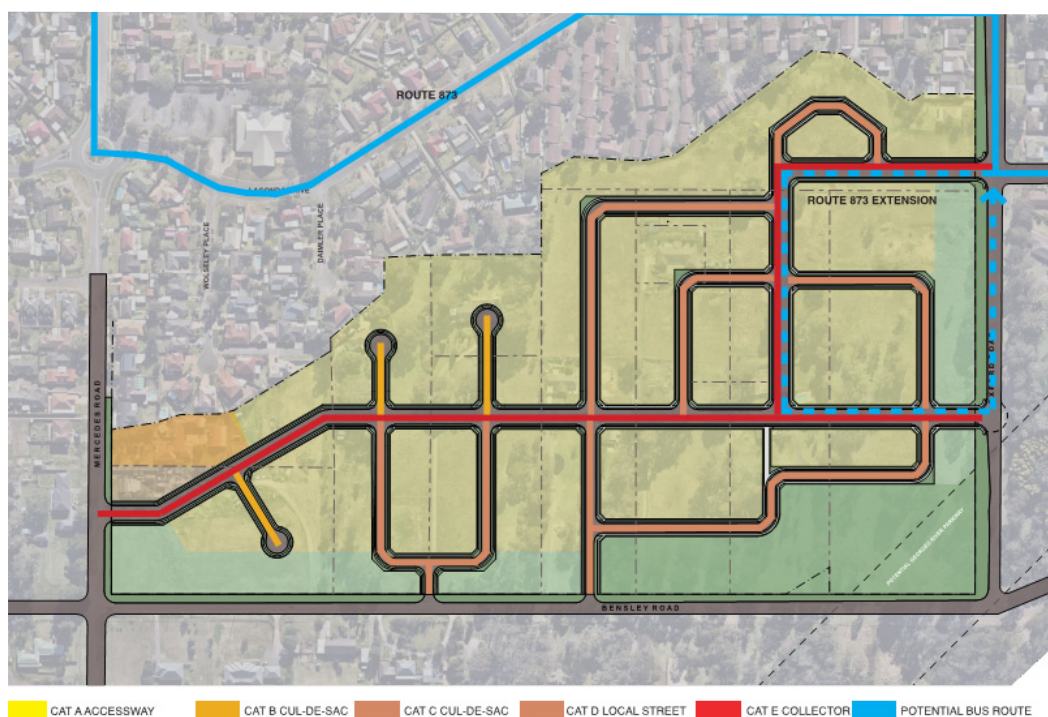 ROUTE 873
WOLSELEY PLACE
DAIMLER PLACE
ROUTE 873 EXTENSION
MERCEDES ROAD
POTENTIAL GEORGES RIVER PARKWAY
BENSLEY ROAD
CAT A ACCESSWAY
CAT B CUL-DE-SAC
CAT C CUL-DE-SAC
CAT D LOCAL STREET
CAT E COLLECTOR
POTENTIAL BUS ROUTE